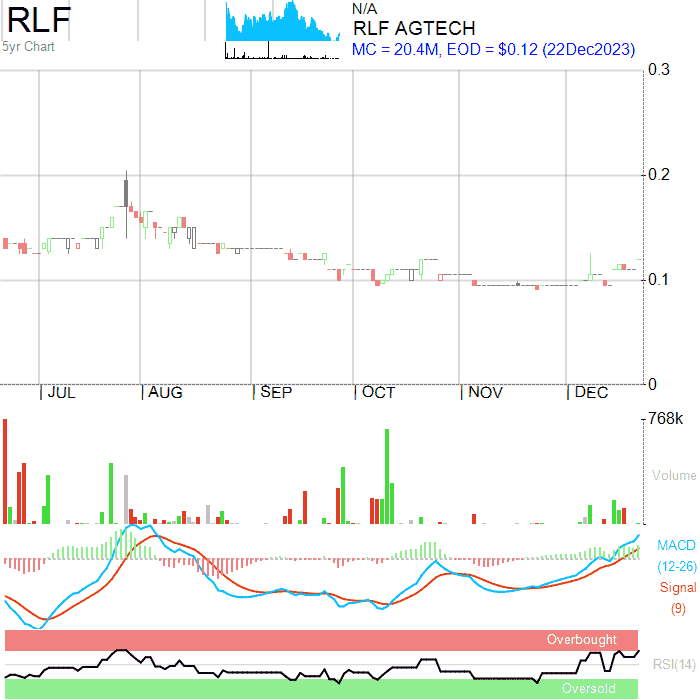 RLF
5yr Chart
N/A
RLF AGTECH
MC = 20.4M, EOD = $0.12 (22Dec2023)
0.3
0.2
0.1
0
JUL AUG SEP OCT NOV DEC
768k
Volume
MACD
(12-26)
Signal
(9)
Overbought
RSI(14)
Oversold